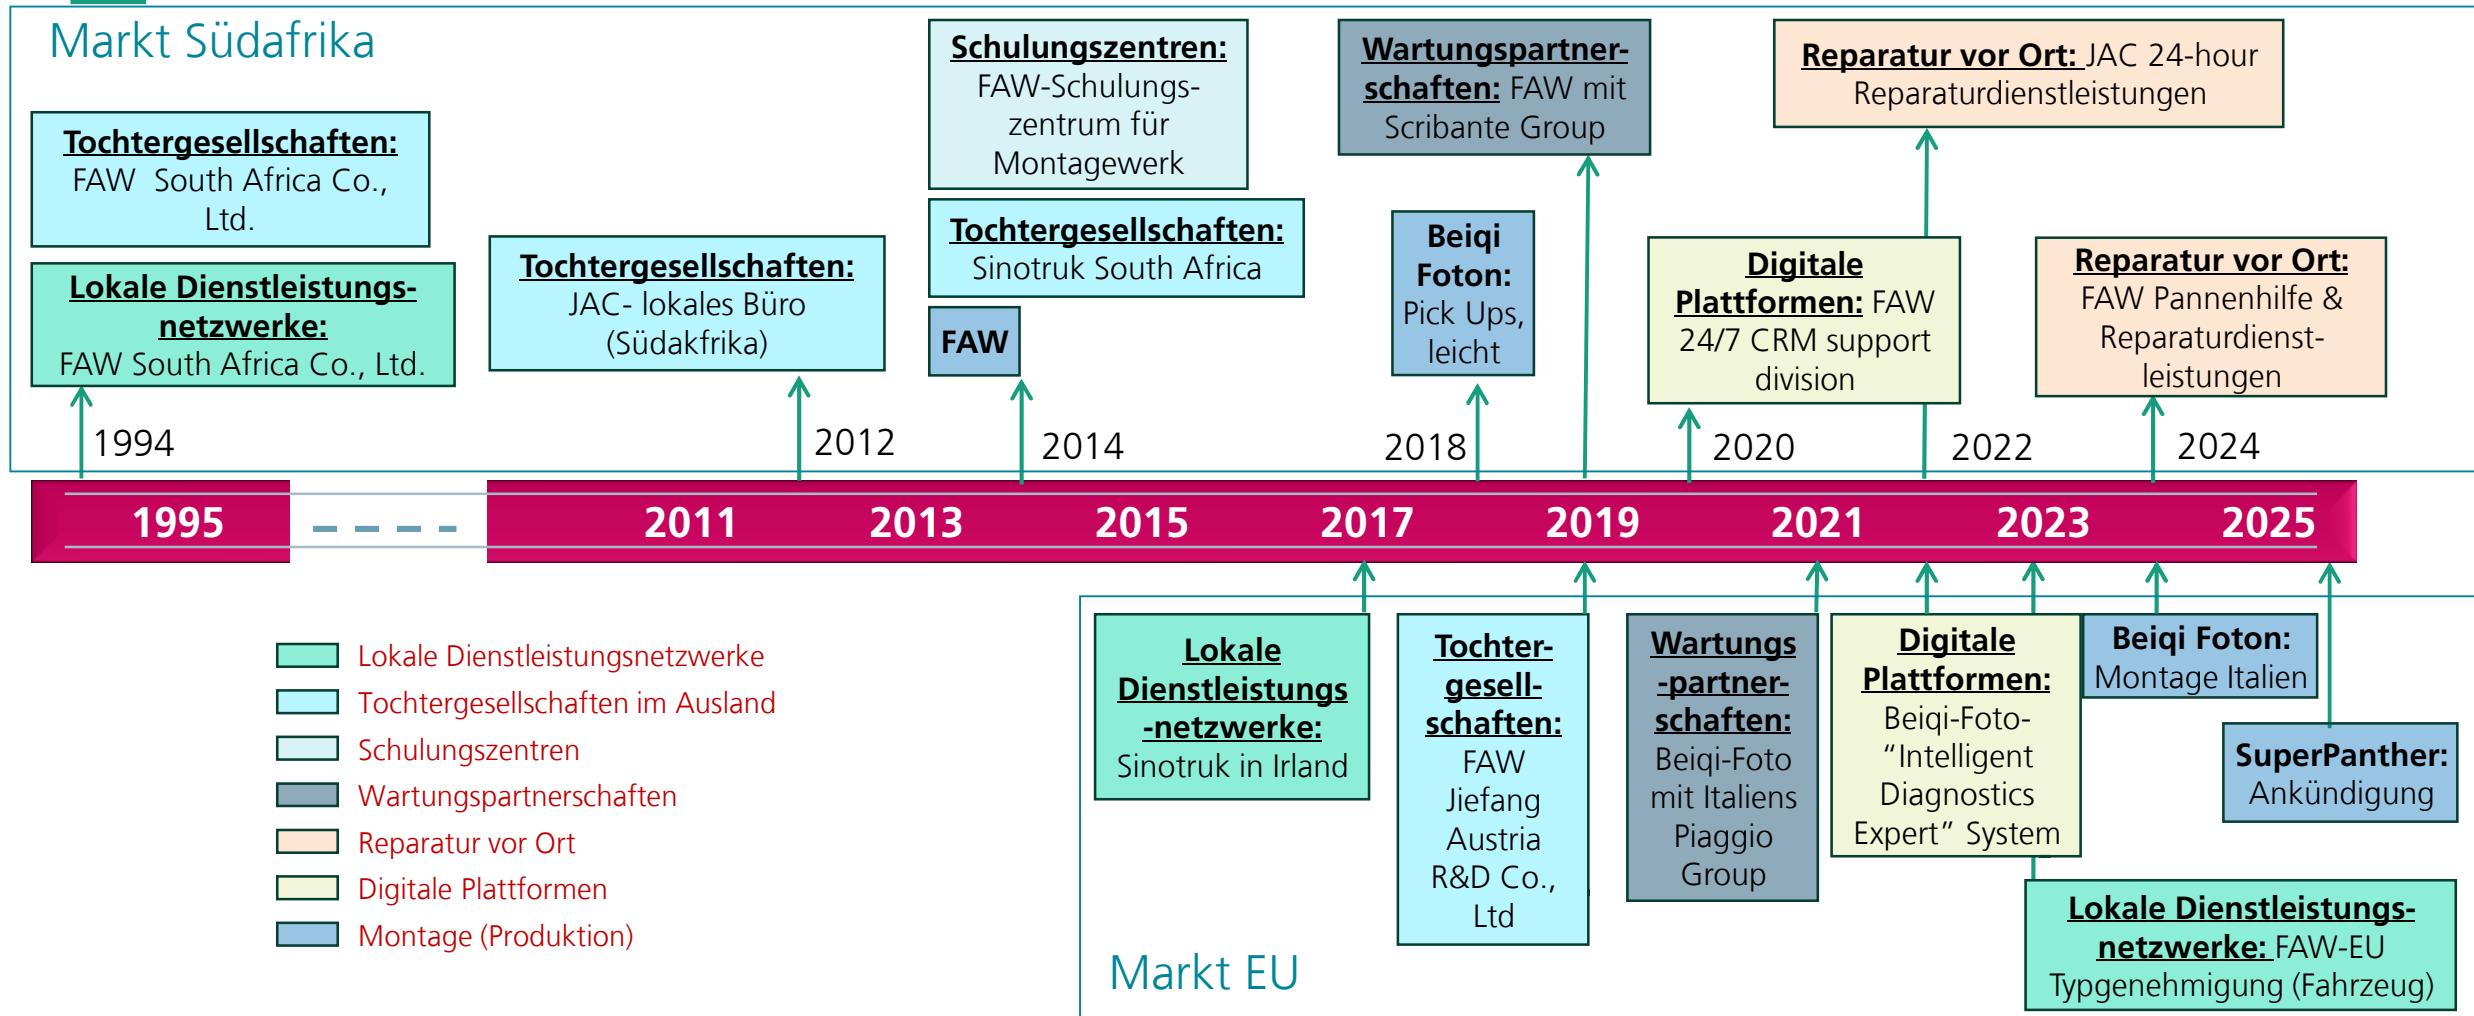 Markt Südafrika
Tochtergesellschaften:
FAW  South Africa Co.,
Ltd.
Lokale Dienstleistungs-
netzwerke:
FAW South Africa Co., Ltd.
Tochtergesellschaften:
JAC- lokales Büro
(Südakfrika)
Schulungszentren:
FAW-Schulungs-
zentrum für
Montagewerk
Tochtergesellschaften:
Sinotruk South Africa
FAW
Wartungspartner-
schaften: FAW mit
Scribante Group
Beiqi
Foton:
Pick Ups,
leicht
Digitale
Plattformen: FAW
24/7 CRM support
division
Reparatur vor Ort: JAC 24-hour
Reparaturdienstleistungen
Reparatur vor Ort:
FAW Pannenhilfe &
Reparaturdienst-
leistungen
1994
2012
2014
2018
2020
2022
2024
1995
2011
2013
2015
2017
2019
2021
2023
2025
Lokale Dienstleistungsnetzwerke
Tochtergesellschaften im Ausland
Schulungszentren
Wartungspartnerschaften
Reparatur vor Ort
Digitale Plattformen
Montage (Produktion)
Lokale
Dienstleistungs
-netzwerke:
Sinotruk in Irland
Tochter-
gesell-
schaften:
FAW
Jiefang
Austria
R&D Co.,
Ltd
Wartungs
-partner-
schaften:
Beiqi-Foto
mit Italiens
Piaggio
Group
Digitale
Plattformen:
Beiqi-Foto-
“Intelligent
Diagnostics
Expert” System
Beiqi Foton:
Montage Italien
SuperPanther:
Ankündigung
Lokale Dienstleistungs-
netzwerke: FAW-EU
Typgenehmigung (Fahrzeug)
Markt EU